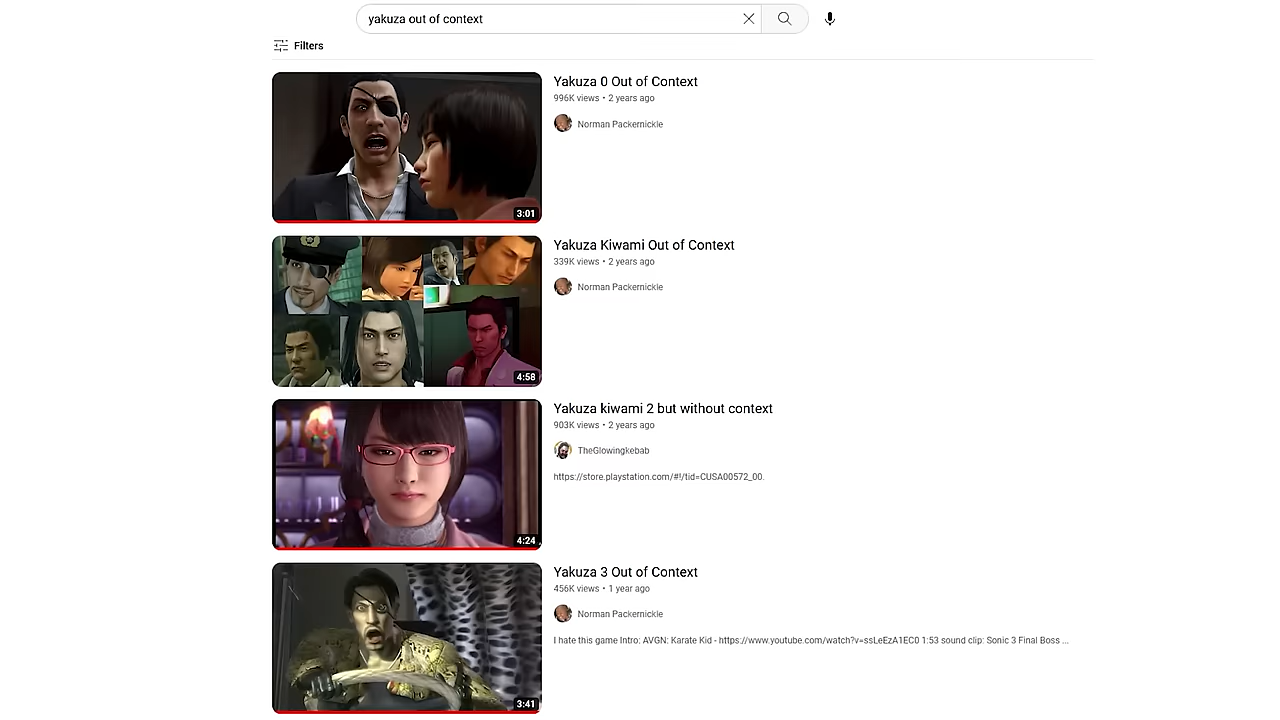 yakuza out of context
Filters
Yakuza 0 Out of Context
996K views • 2 years ago
Norman Packernickle
3:01
Yakuza Kiwami Out of Context
339K views • 2 years ago
Norman Packernickle
4:58
Yakuza kiwami 2 but without context
903K views • 2 years ago
TheGlowingkebab
https://store.playstation.com/#!/tid=CUSA00572_00.
4:24
Yakuza 3 Out of Context
456K views • 1 year ago
Norman Packernickle
I hate this game Intro: AVGN: Karate Kid - https://www.youtube.com/watch?v=ssLeEzA1EC0 1:53 sound clip: Sonic 3 Final Boss ...
3:41